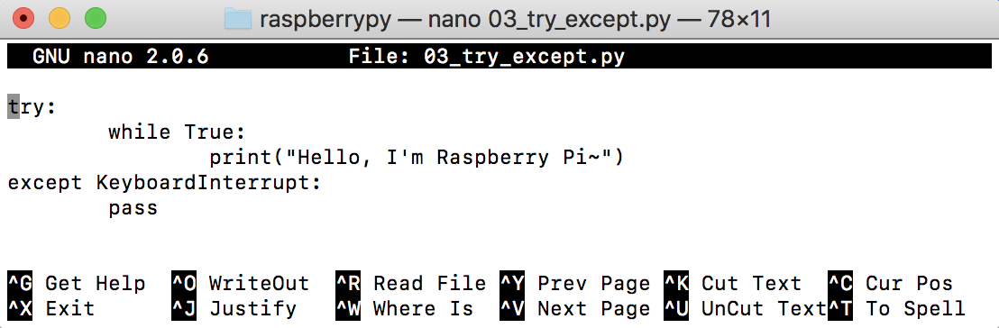 raspberrypy — nano 03_try_except.py — 78×11
GNU nano 2.0.6 File: 03_try_except.py
try:
        while True:
                print("Hello, I'm Raspberry Pi~")
except KeyboardInterrupt:
        pass
^G Get Help ^O WriteOut ^R Read File ^Y Prev Page ^K Cut Text ^C Cur Pos
^X Exit ^J Justify ^W Where Is ^V Next Page ^U UnCut Text^T To Spell